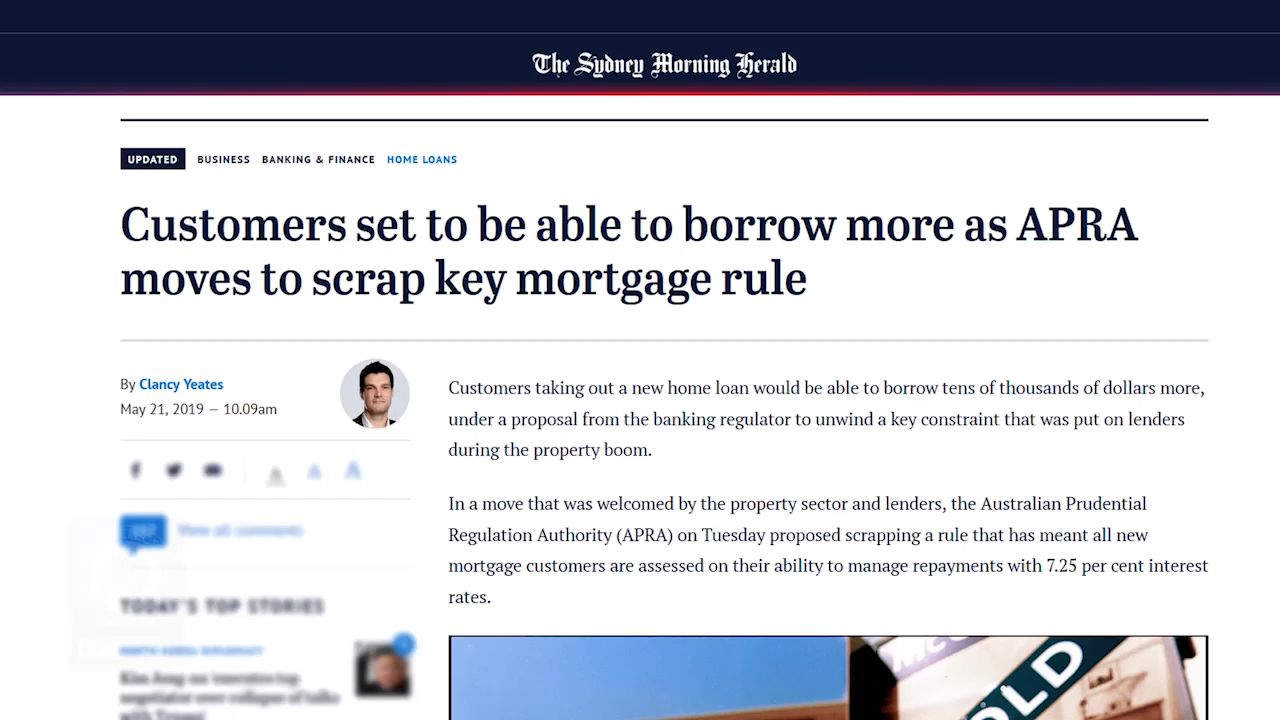 The Sydney Morning Herald
UPDATED BUSINESS BANKING & FINANCE HOME LOANS
Customers set to be able to borrow more as APRA
moves to scrap key mortgage rule
By Clancy Yeates
May 21, 2019 — 10.09am
View all comments
TODAY'S TOP STORIES
Customers taking out a new home loan would be able to borrow tens of thousands of dollars more,
under a proposal from the banking regulator to unwind a key constraint that was put on lenders
during the property boom.
In a move that was welcomed by the property sector and lenders, the Australian Prudential
Regulation Authority (APRA) on Tuesday proposed scrapping a rule that has meant all new
mortgage customers are assessed on their ability to manage repayments with 7.25 per cent interest
rates.